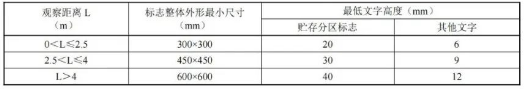 观察距离 L
（m） 标志整体外形最小尺寸
（mm） 最低文字高度（mm）
贮存分区标志 其他文字
0<L≤2.5 300×300 20 6
2.5<L≤4 450×450 30 9
L>4 600×600 40 12